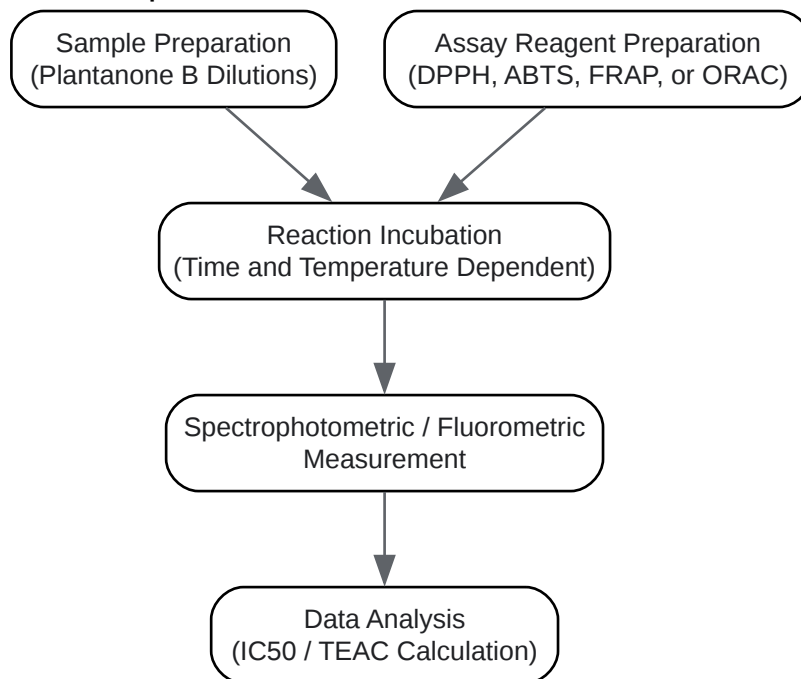 Sample Preparation
(Plantanone B Dilutions)
Assay Reagent Preparation
(DPPH, ABTS, FRAP, or ORAC)
Reaction Incubation
(Time and Temperature Dependent)
Spectrophotometric / Fluorometric
Measurement
Data Analysis
(IC50 / TEAC Calculation)